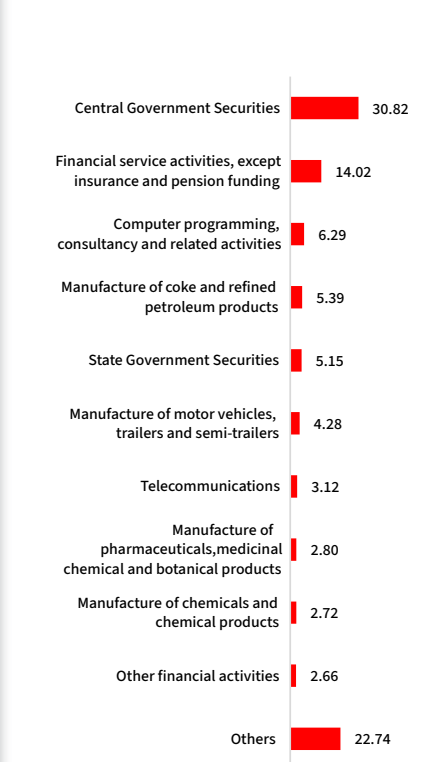 Central Government Securities 30.82
Financial service activities, except
insurance and pension funding 14.02
Computer programming,
consultancy and related activities 6.29
Manufacture of coke and refined
petroleum products 5.39
State Government Securities 5.15
Manufacture of motor vehicles,
trailers and semi-trailers 4.28
Telecommunications 3.12
Manufacture of
pharmaceuticals,medicinal
chemical and botanical products 2.80
Manufacture of chemicals and
chemical products 2.72
Other financial activities 2.66
Others 22.74